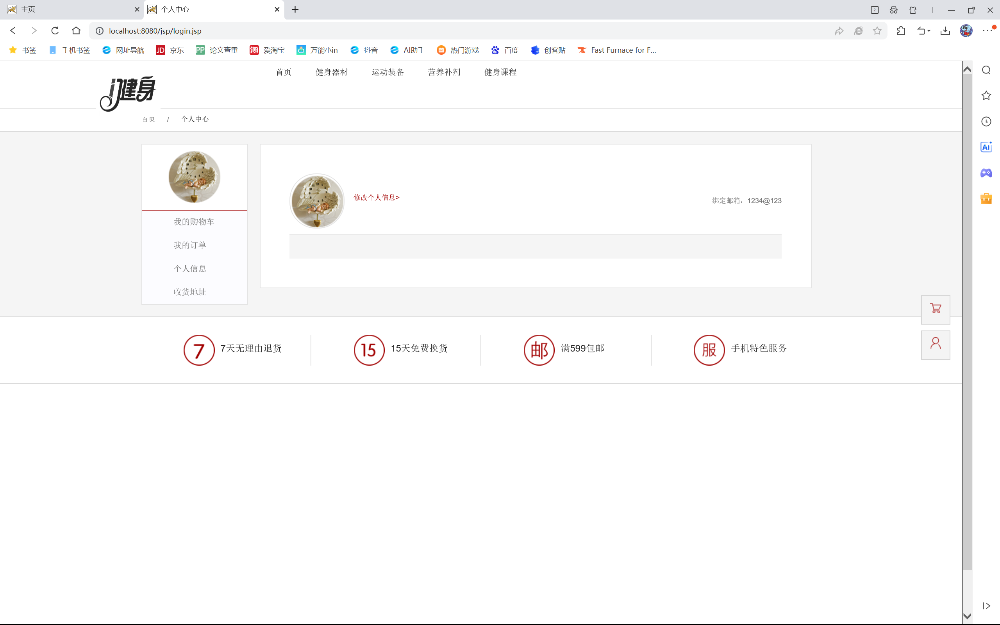 主页
个人中心
2
localhost:8080/jsp/login.jsp
书签 手机书签 网址导航 JD 京东 PP 论文查重 淘 爱淘宝 万能小in 抖音 AI助手 热门游戏 du 百度 创客贴 Fast Furnace for F...
首页 健身器材 运动装备 营养补剂 健身课程
健身
AI
首页 / 个人中心
修改个人信息>
绑定邮箱：1234@123
我的购物车
我的订单
个人信息
收货地址
7 7天无理由退货
15 15天免费换货
邮 满599包邮
服 手机特色服务